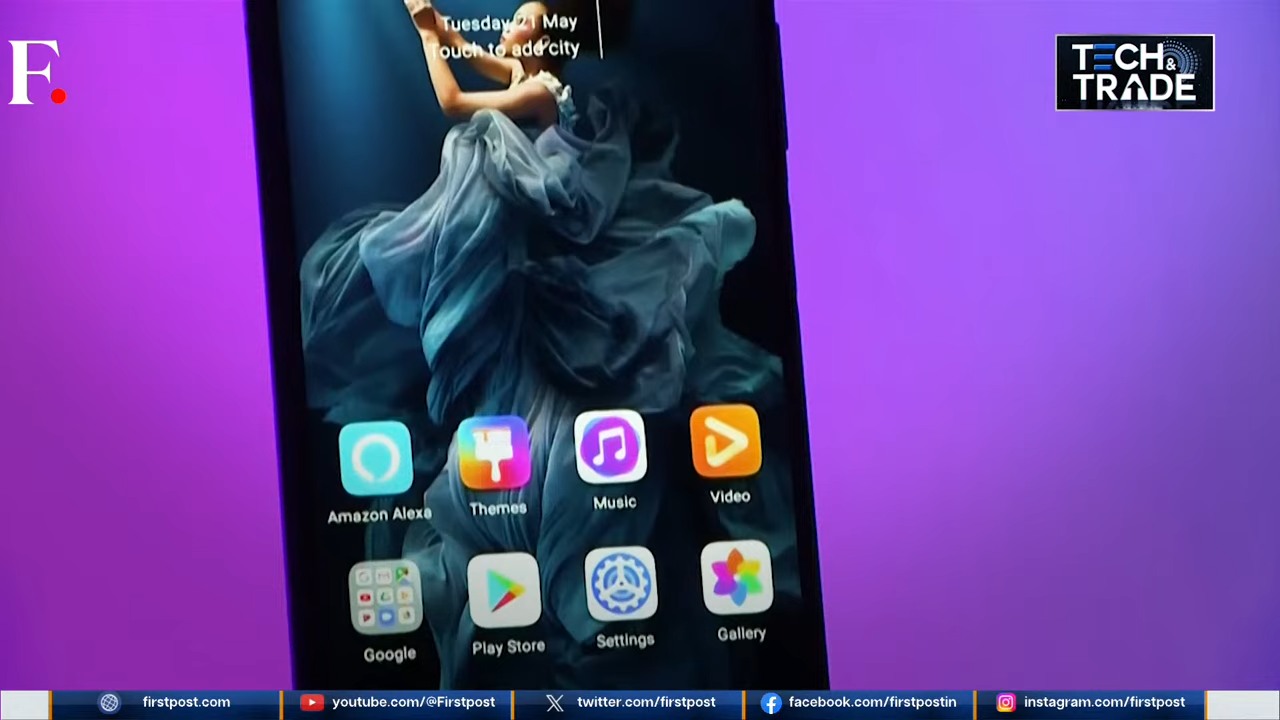 F.
TECH &
TRADE
Tuesday 21 May
Touch to add city
Amazon Alexa
Themes
Music
Video
Google
Play Store
Settings
Gallery
firstpost.com
youtube.com/@Firstpost
twitter.com/firstpost
facebook.com/firstpostin
instagram.com/firstpost